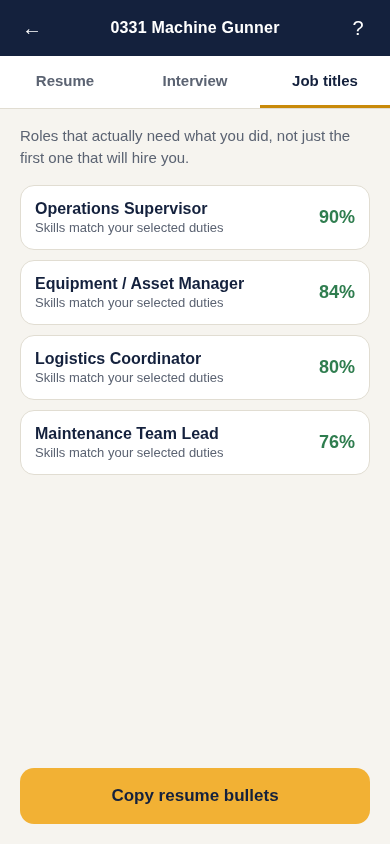 ←
0331 Machine Gunner
?
Resume
Interview
Job titles
Roles that actually need what you did, not just the
first one that will hire you.
Operations Supervisor
Skills match your selected duties
90%
Equipment / Asset Manager
Skills match your selected duties
84%
Logistics Coordinator
Skills match your selected duties
80%
Maintenance Team Lead
Skills match your selected duties
76%
Copy resume bullets